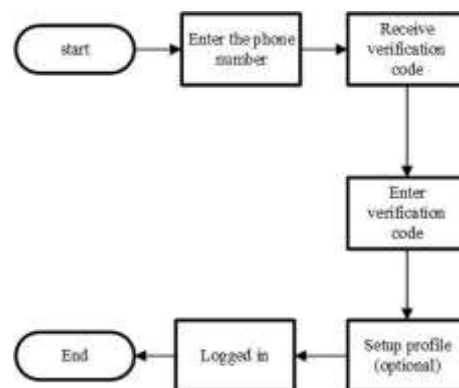 start
Enter the phone
number
Receive
verification
code
Enter
verification
code
Setup profile
(optional)
Logged in
End